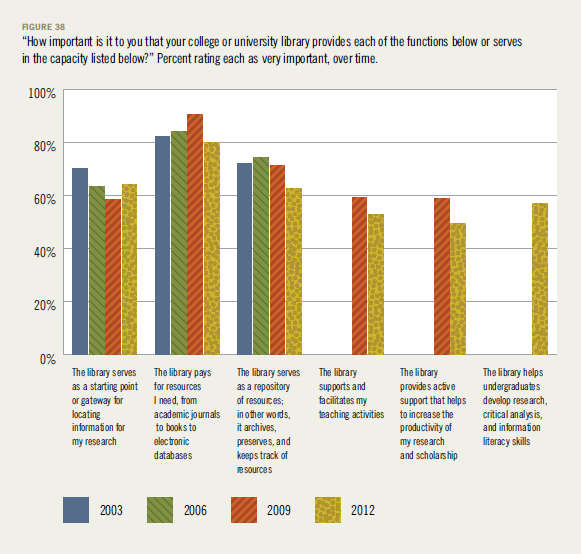 FIGURE 38
“How important is it to you that your college or university library provides each of the functions below or serves
in the capacity listed below?” Percent rating each as very important, over time.
100%
80%
60%
40%
20%
0%
The library serves
as a starting point
or gateway for
locating
information for
my research
The library pays
for resources
I need, from
academic journals
to books to
electronic
databases
The library serves
as a repository
of resources;
in other words,
it archives,
preserves, and
keeps track of
resources
The library
supports and
facilitates my
teaching activities
The library
provides active
support that helps
to increase the
productivity of
my research
and scholarship
The library helps
undergraduates
develop research,
critical analysis,
and information
literacy skills
2003
2006
2009
2012